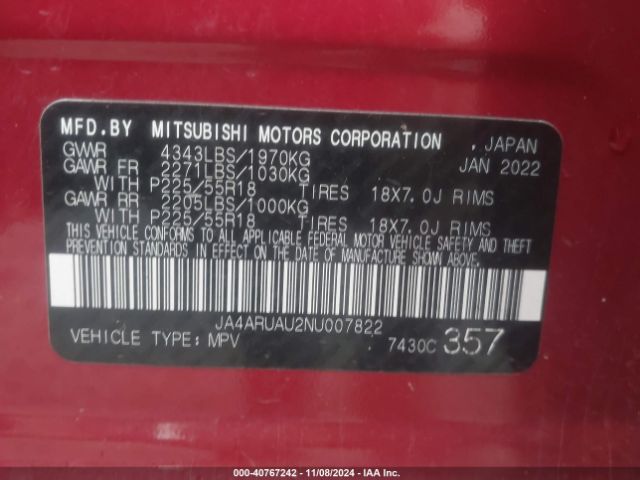 MFD.BY MITSUBISHI MOTORS CORPORATION , JAPAN
GVWR 4343LBS/1970KG JAN 2022
GAWR FR 2271LBS/1030KG
WITH P225/55R18 TIRES 18X7.0J RIMS
GAWR RR 2205LBS/1000KG
WITH P225/55R18 TIRES 18X7.0J RIMS
THIS VEHICLE CONFORMS TO ALL APPLICABLE FEDERAL MOTOR VEHICLE SAFETY AND THEFT
PREVENTION STANDARDS IN EFFECT ON THE DATE OF MANUFACTURE SHOWN ABOVE.
JA4ARUAU2NU007822
VEHICLE TYPE: MPV 7430C 357
000-40767242 - 11/08/2024 - IAA Inc.